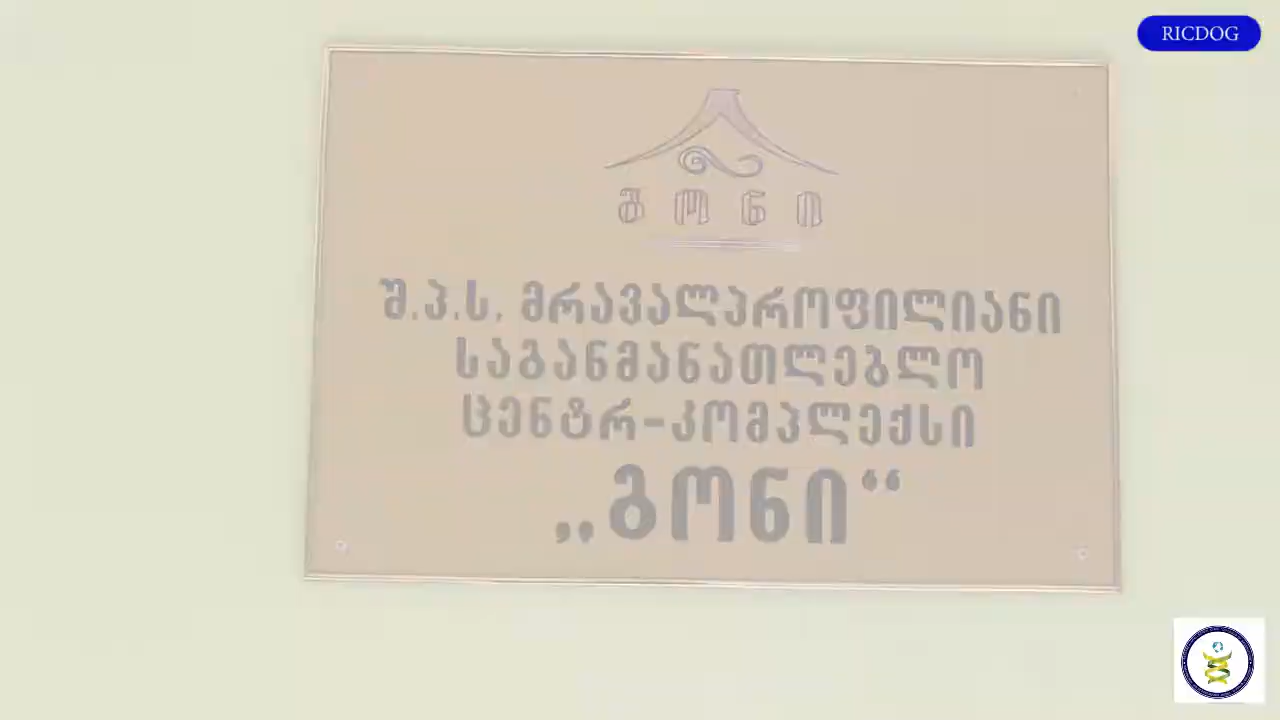 RICDOG
გონი
შ.პ.ს. მრავალპროფილიანი
საგანმანათლებლო
ცენტრ-კომპლექსი
„გონი“